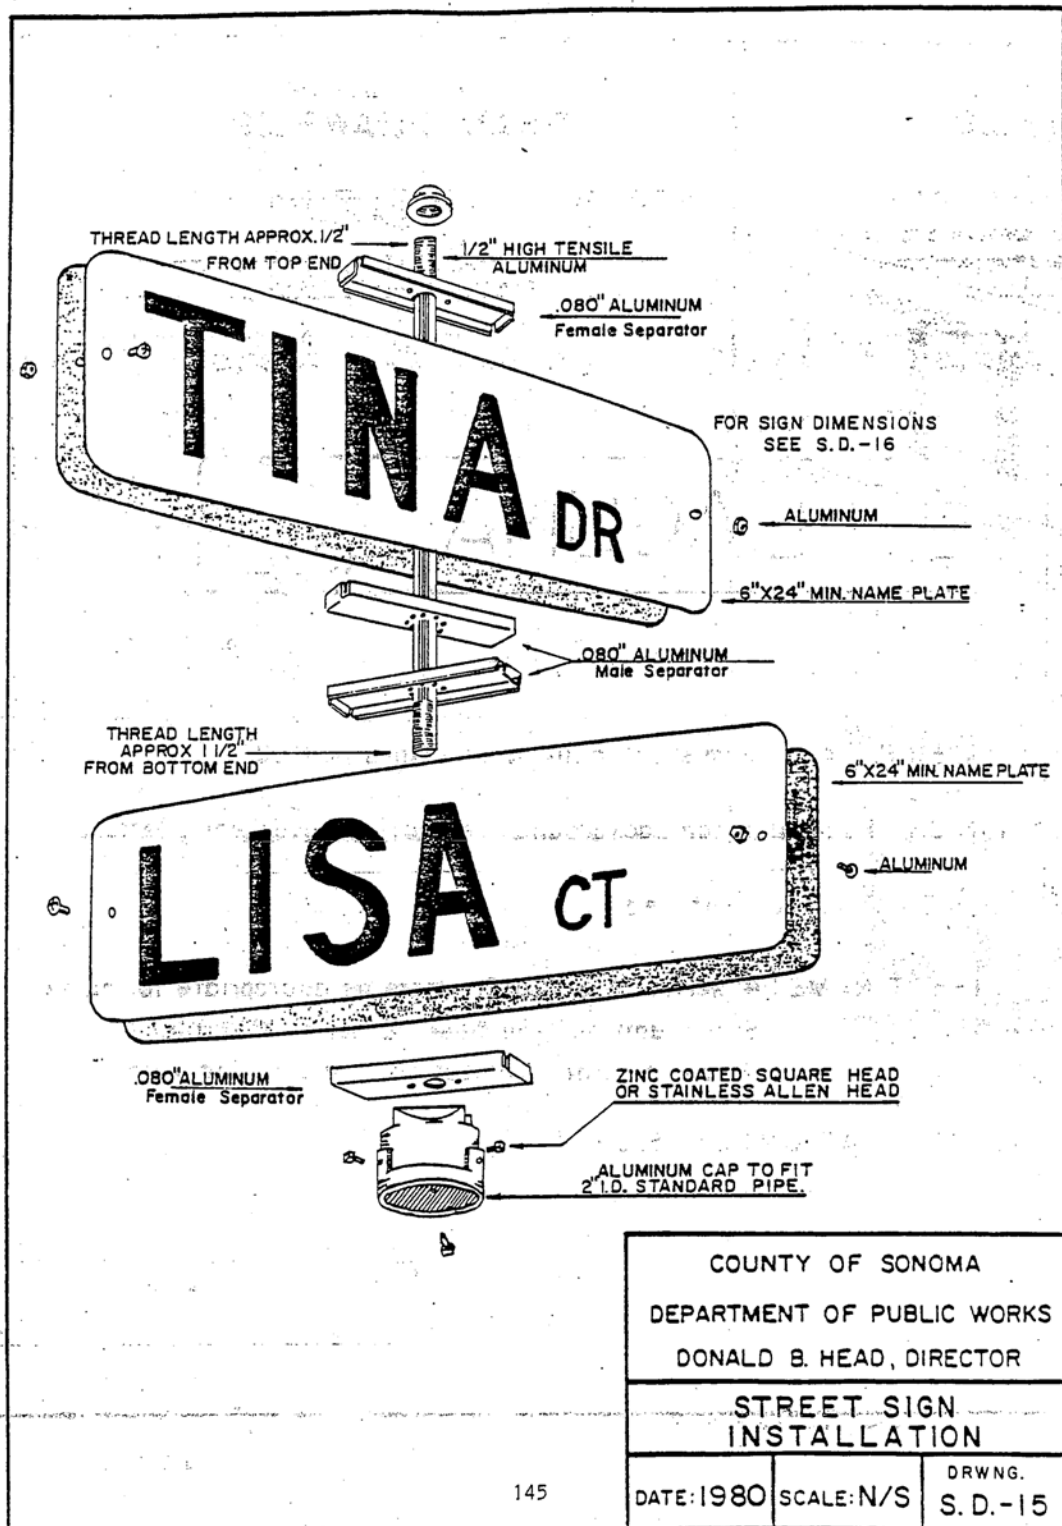 THREAD LENGTH APPROX. 1/2"
FROM TOP END
1/2" HIGH TENSILE
ALUMINUM
.080" ALUMINUM
Female Separator
TINA DR
FOR SIGN DIMENSIONS
SEE S.D.-16
ALUMINUM
6"X24" MIN. NAME PLATE
.080" ALUMINUM
Male Separator
THREAD LENGTH
APPROX 1 1/2"
FROM BOTTOM END
6"X24" MIN. NAME PLATE
LISA CT
ALUMINUM
.080" ALUMINUM
Female Separator
ZINC COATED SQUARE HEAD
OR STAINLESS ALLEN HEAD
ALUMINUM CAP TO FIT
2" I.D. STANDARD PIPE.
COUNTY OF SONOMA
DEPARTMENT OF PUBLIC WORKS
DONALD B. HEAD, DIRECTOR
STREET SIGN
INSTALLATION
DATE: 1980
SCALE: N/S
DRWNG.
S.D.-15
145